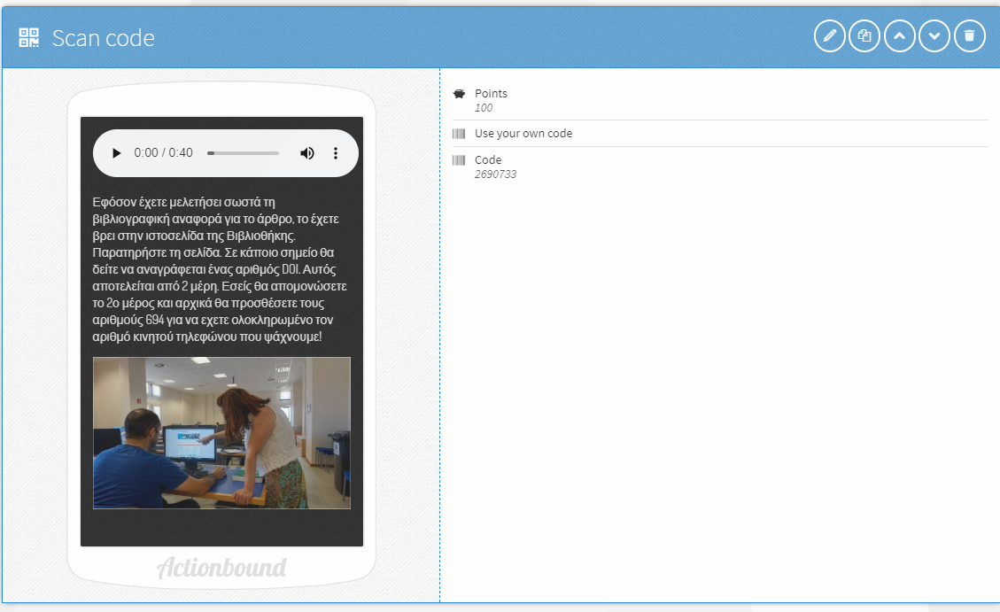 Scan code
0:00 / 0:40
Εφόσον έχετε μελετήσει σωστά τη
βιβλιογραφική αναφορά για το άρθρο, το έχετε
βρει στην ιστοσελίδα της Βιβλιοθήκης.
Παρατηρήστε τη σελίδα. Σε κάποιο σημείο θα
δείτε να αναγράφεται ένας αριθμός DOI. Αυτός
αποτελείται από 2 μέρη. Εσείς θα απομονώσετε
το 2ο μέρος και αρχικά θα προσθέσετε τους
αριθμούς 694 για να εχετε ολοκληρωμένο τον
αριθμό κινητού τηλεφώνου που ψάχνουμε!
Actionbound
Points
100
Use your own code
Code
2690733